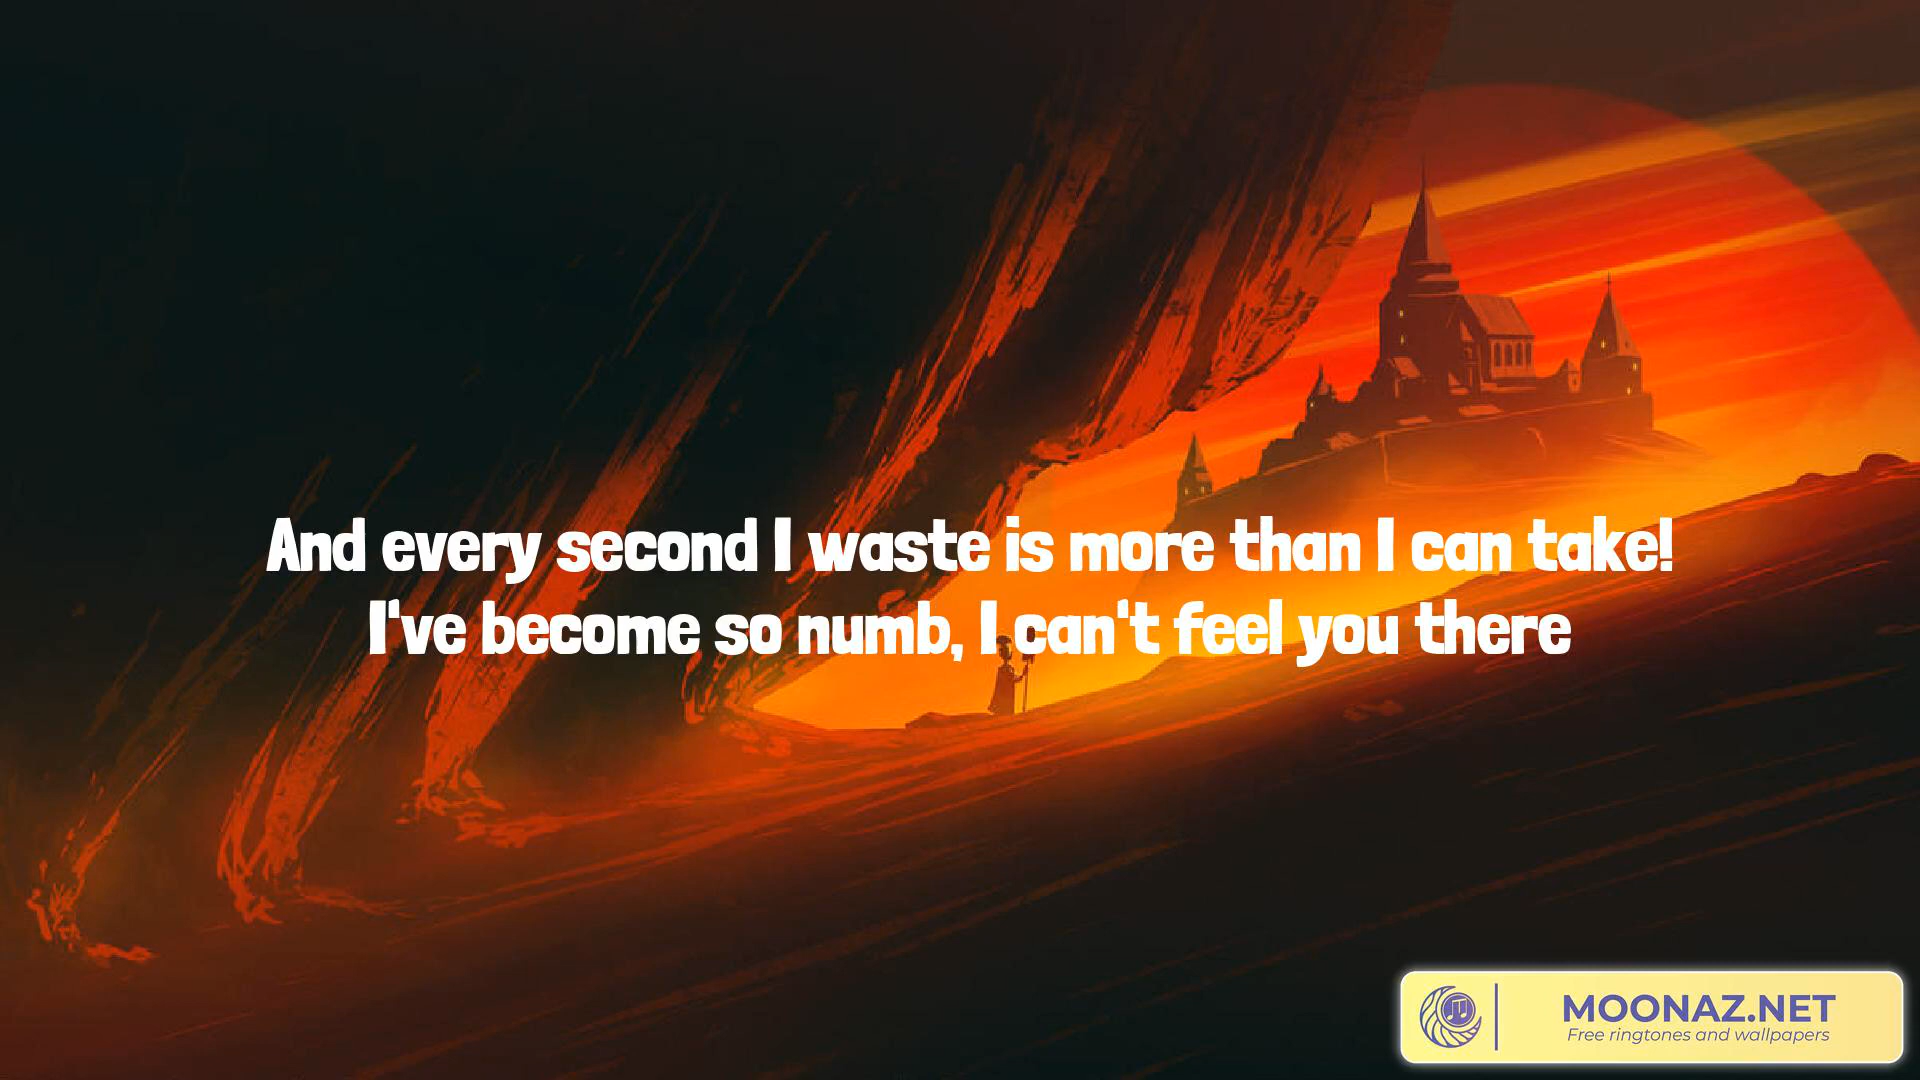 And every second I waste is more than I can take!
I've become so numb, I can't feel you there
MOONAZ.NET
Free ringtones and wallpapers